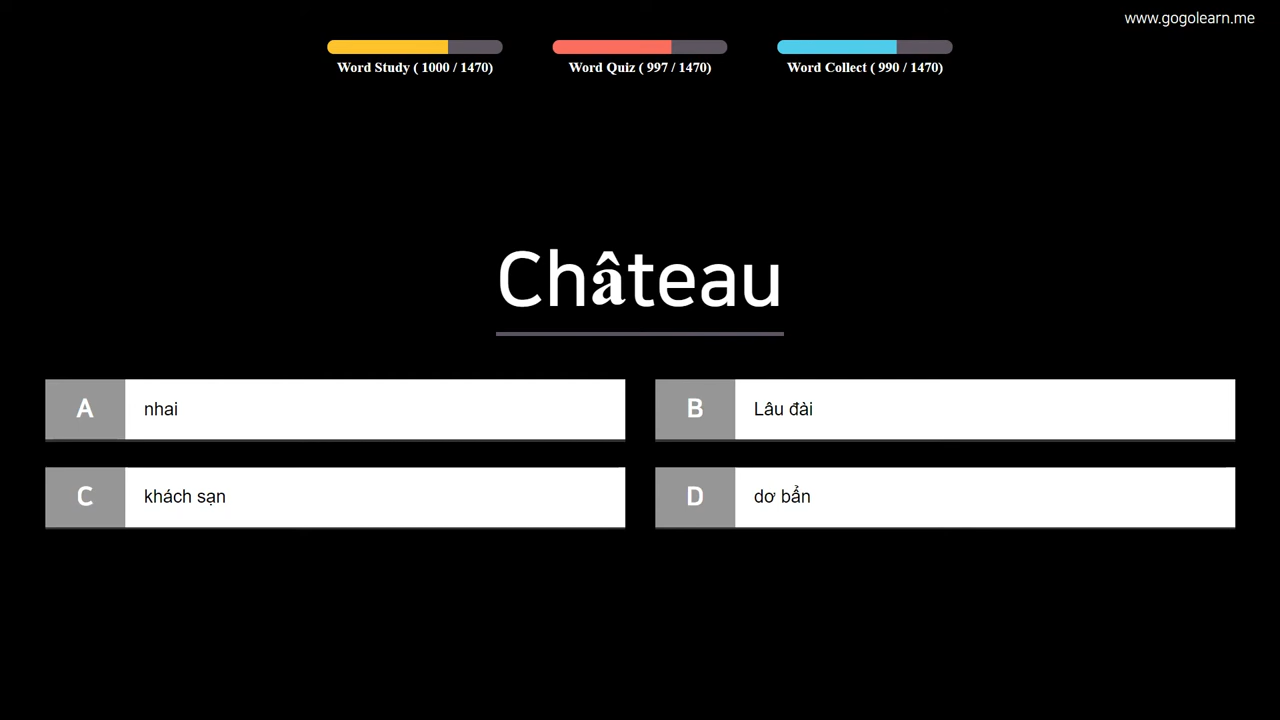 www.gogolearn.me
Word Study ( 1000 / 1470)
Word Quiz ( 997 / 1470)
Word Collect ( 990 / 1470)
Château
A nhai
B Lâu đài
C khách sạn
D dơ bẩn